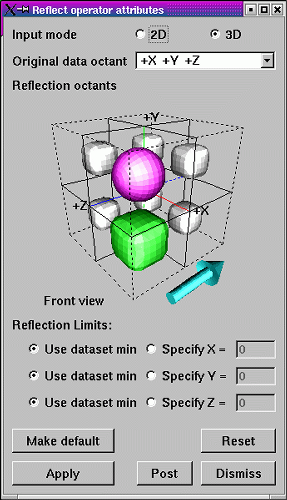 Reflect operator attributes
Input mode 2D 3D
Original data octant +X +Y +Z
Reflection octants
+Y
+Z
+X
Front view
Reflection Limits:
Use dataset min Specify X = 0
Use dataset min Specify Y = 0
Use dataset min Specify Z = 0
Make default Reset
Apply Post Dismiss